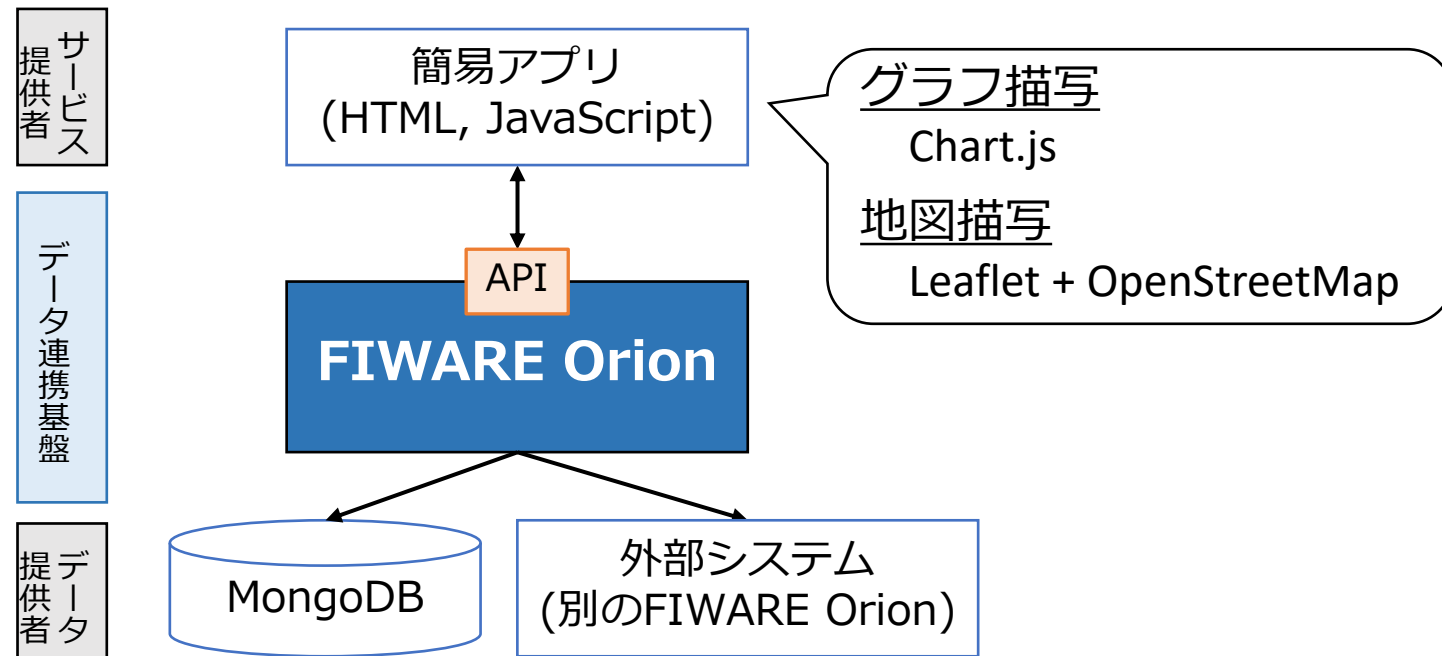 サービス
提供者
簡易アプリ
(HTML, JavaScript)
グラフ描写
Chart.js
地図描写
Leaflet + OpenStreetMap
データ連携基盤
API
FIWARE Orion
データ
提供者
MongoDB
外部システム
(別のFIWARE Orion)